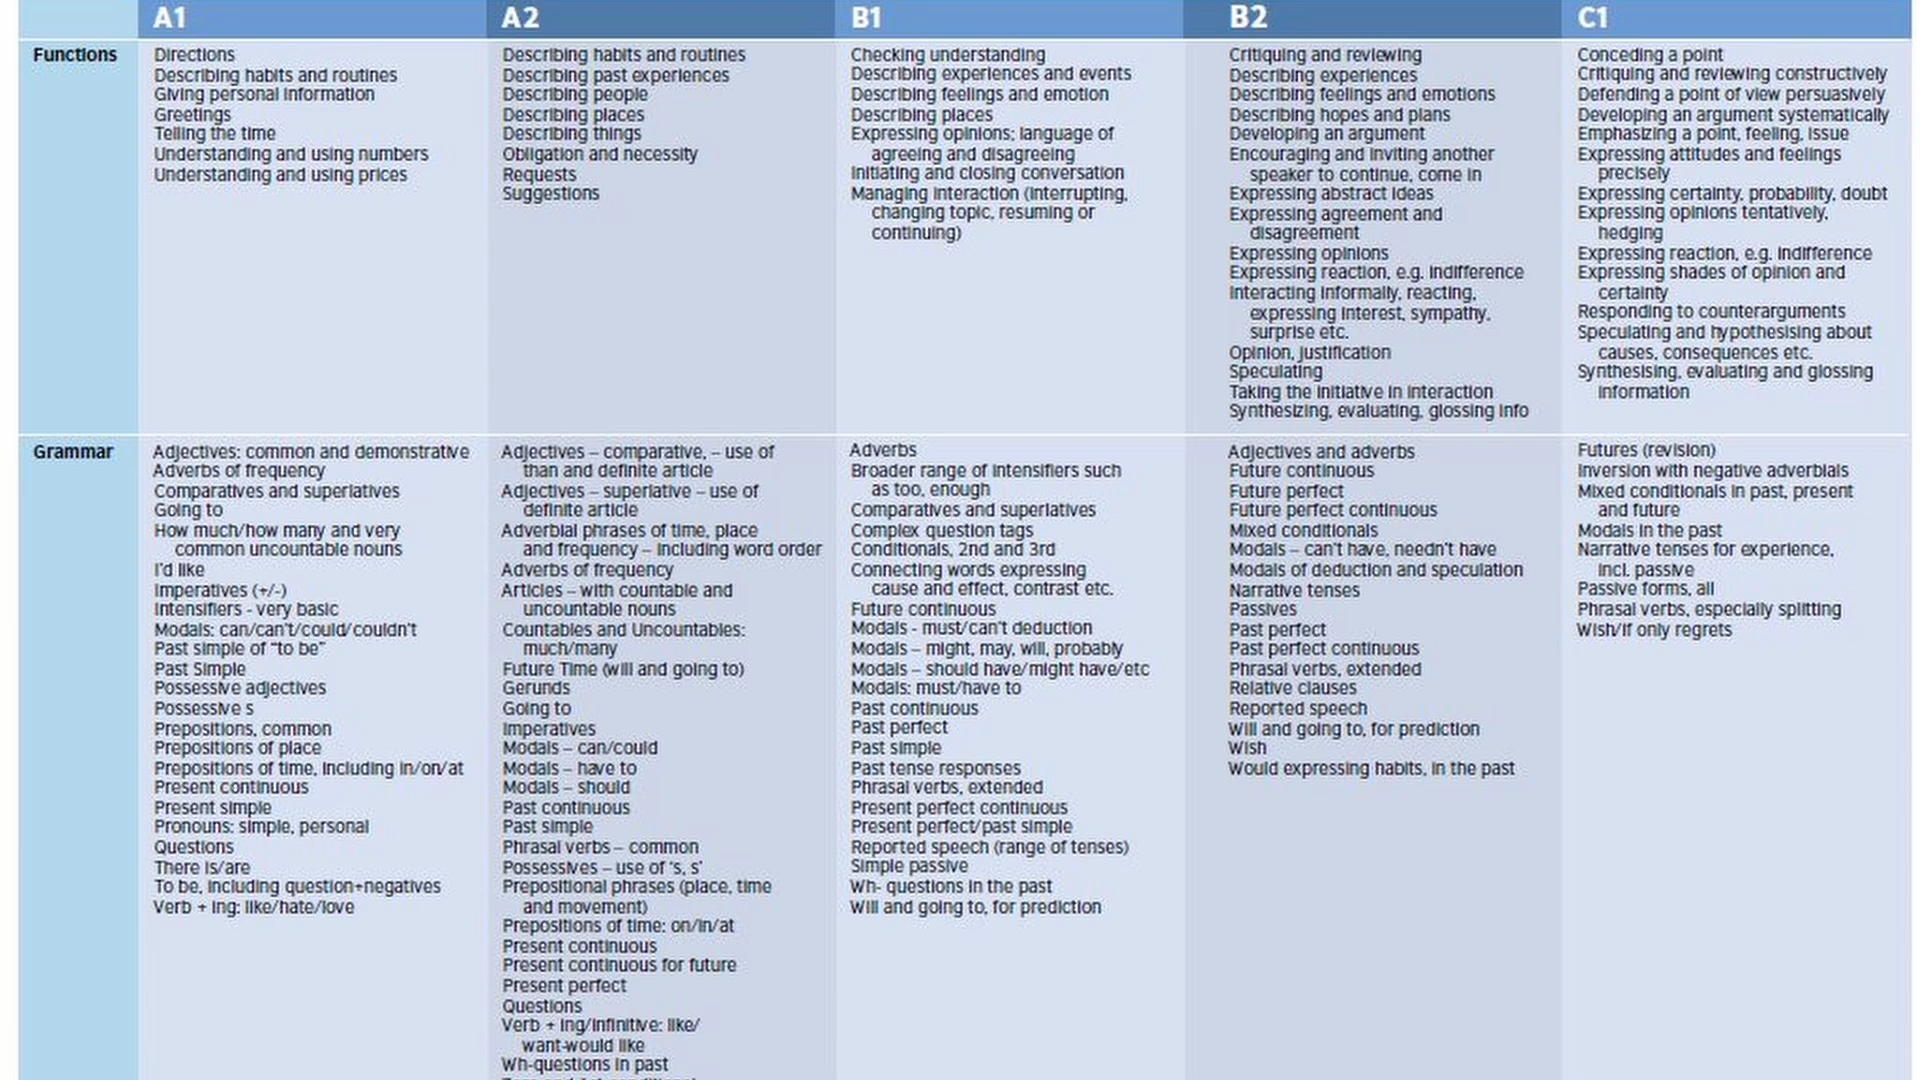 A1
A2
B1
B2
C1
Functions
Directions
Describing habits and routines
Giving personal information
Greetings
Telling the time
Understanding and using numbers
Understanding and using prices
Describing habits and routines
Describing past experiences
Describing people
Describing places
Describing things
Obligation and necessity
Requests
Suggestions
Checking understanding
Describing experiences and events
Describing feelings and emotion
Describing places
Expressing opinions; language of
agreeing and disagreeing
Initiating and closing conversation
Managing interaction (interrupting,
changing topic, resuming or
continuing)
Critiquing and reviewing
Describing experiences
Describing feelings and emotions
Describing hopes and plans
Developing an argument
Encouraging and inviting another
speaker to continue, come in
Expressing abstract ideas
Expressing agreement and
disagreement
Expressing opinions
Expressing reaction, e.g. indifference
Interacting informally, reacting,
expressing interest, sympathy,
surprise etc.
Opinion, justification
Speculating
Taking the initiative in interaction
Synthesizing, evaluating, glossing info
Conceding a point
Critiquing and reviewing constructively
Defending a point of view persuasively
Developing an argument systematically
Emphasizing a point, feeling, issue
Expressing attitudes and feelings
precisely
Expressing certainty, probability, doubt
Expressing opinions tentatively,
hedging
Expressing reaction, e.g. indifference
Expressing shades of opinion and
certainty
Responding to counterarguments
Speculating and hypothesising about
causes, consequences etc.
Synthesising, evaluating and glossing
information
Grammar
Adjectives: common and demonstrative
Adverbs of frequency
Comparatives and superlatives
Going to
How much/how many and very
common uncountable nouns
I'd like
Imperatives (+/-)
Intensifiers - very basic
Modals: can/can't/could/couldn't
Past simple of “to be”
Past Simple
Possessive adjectives
Possessive s
Prepositions, common
Prepositions of place
Prepositions of time, including in/on/at
Present continuous
Present simple
Pronouns: simple, personal
Questions
There is/are
To be, including question+negatives
Verb + ing: like/hate/love
Adjectives – comparative, – use of
than and definite article
Adjectives – superlative – use of
definite article
Adverbial phrases of time, place
and frequency – including word order
Adverbs of frequency
Articles – with countable and
uncountable nouns
Countables and Uncountables:
much/many
Future Time (will and going to)
Gerunds
Going to
Imperatives
Modals – can/could
Modals – have to
Modals – should
Past continuous
Past simple
Phrasal verbs – common
Possessives – use of 's, s'
Prepositional phrases (place, time
and movement)
Prepositions of time: on/in/at
Present continuous
Present continuous for future
Present perfect
Questions
Verb + ing/infinitive: like/
want-would like
Wh-questions in past
Adverbs
Broader range of intensifiers such
as too, enough
Comparatives and superlatives
Complex question tags
Conditionals, 2nd and 3rd
Connecting words expressing
cause and effect, contrast etc.
Future continuous
Modals - must/can't deduction
Modals – might, may, will, probably
Modals – should have/might have/etc
Modals: must/have to
Past continuous
Past perfect
Past simple
Past tense responses
Phrasal verbs, extended
Present perfect continuous
Present perfect/past simple
Reported speech (range of tenses)
Simple passive
Wh- questions in the past
Will and going to, for prediction
Adjectives and adverbs
Future continuous
Future perfect
Future perfect continuous
Mixed conditionals
Modals – can't have, needn't have
Modals of deduction and speculation
Narrative tenses
Passives
Past perfect
Past perfect continuous
Phrasal verbs, extended
Relative clauses
Reported speech
Will and going to, for prediction
Wish
Would expressing habits, in the past
Futures (revision)
Inversion with negative adverbials
Mixed conditionals in past, present
and future
Modals in the past
Narrative tenses for experience,
incl. passive
Passive forms, all
Phrasal verbs, especially splitting
Wish/if only regrets